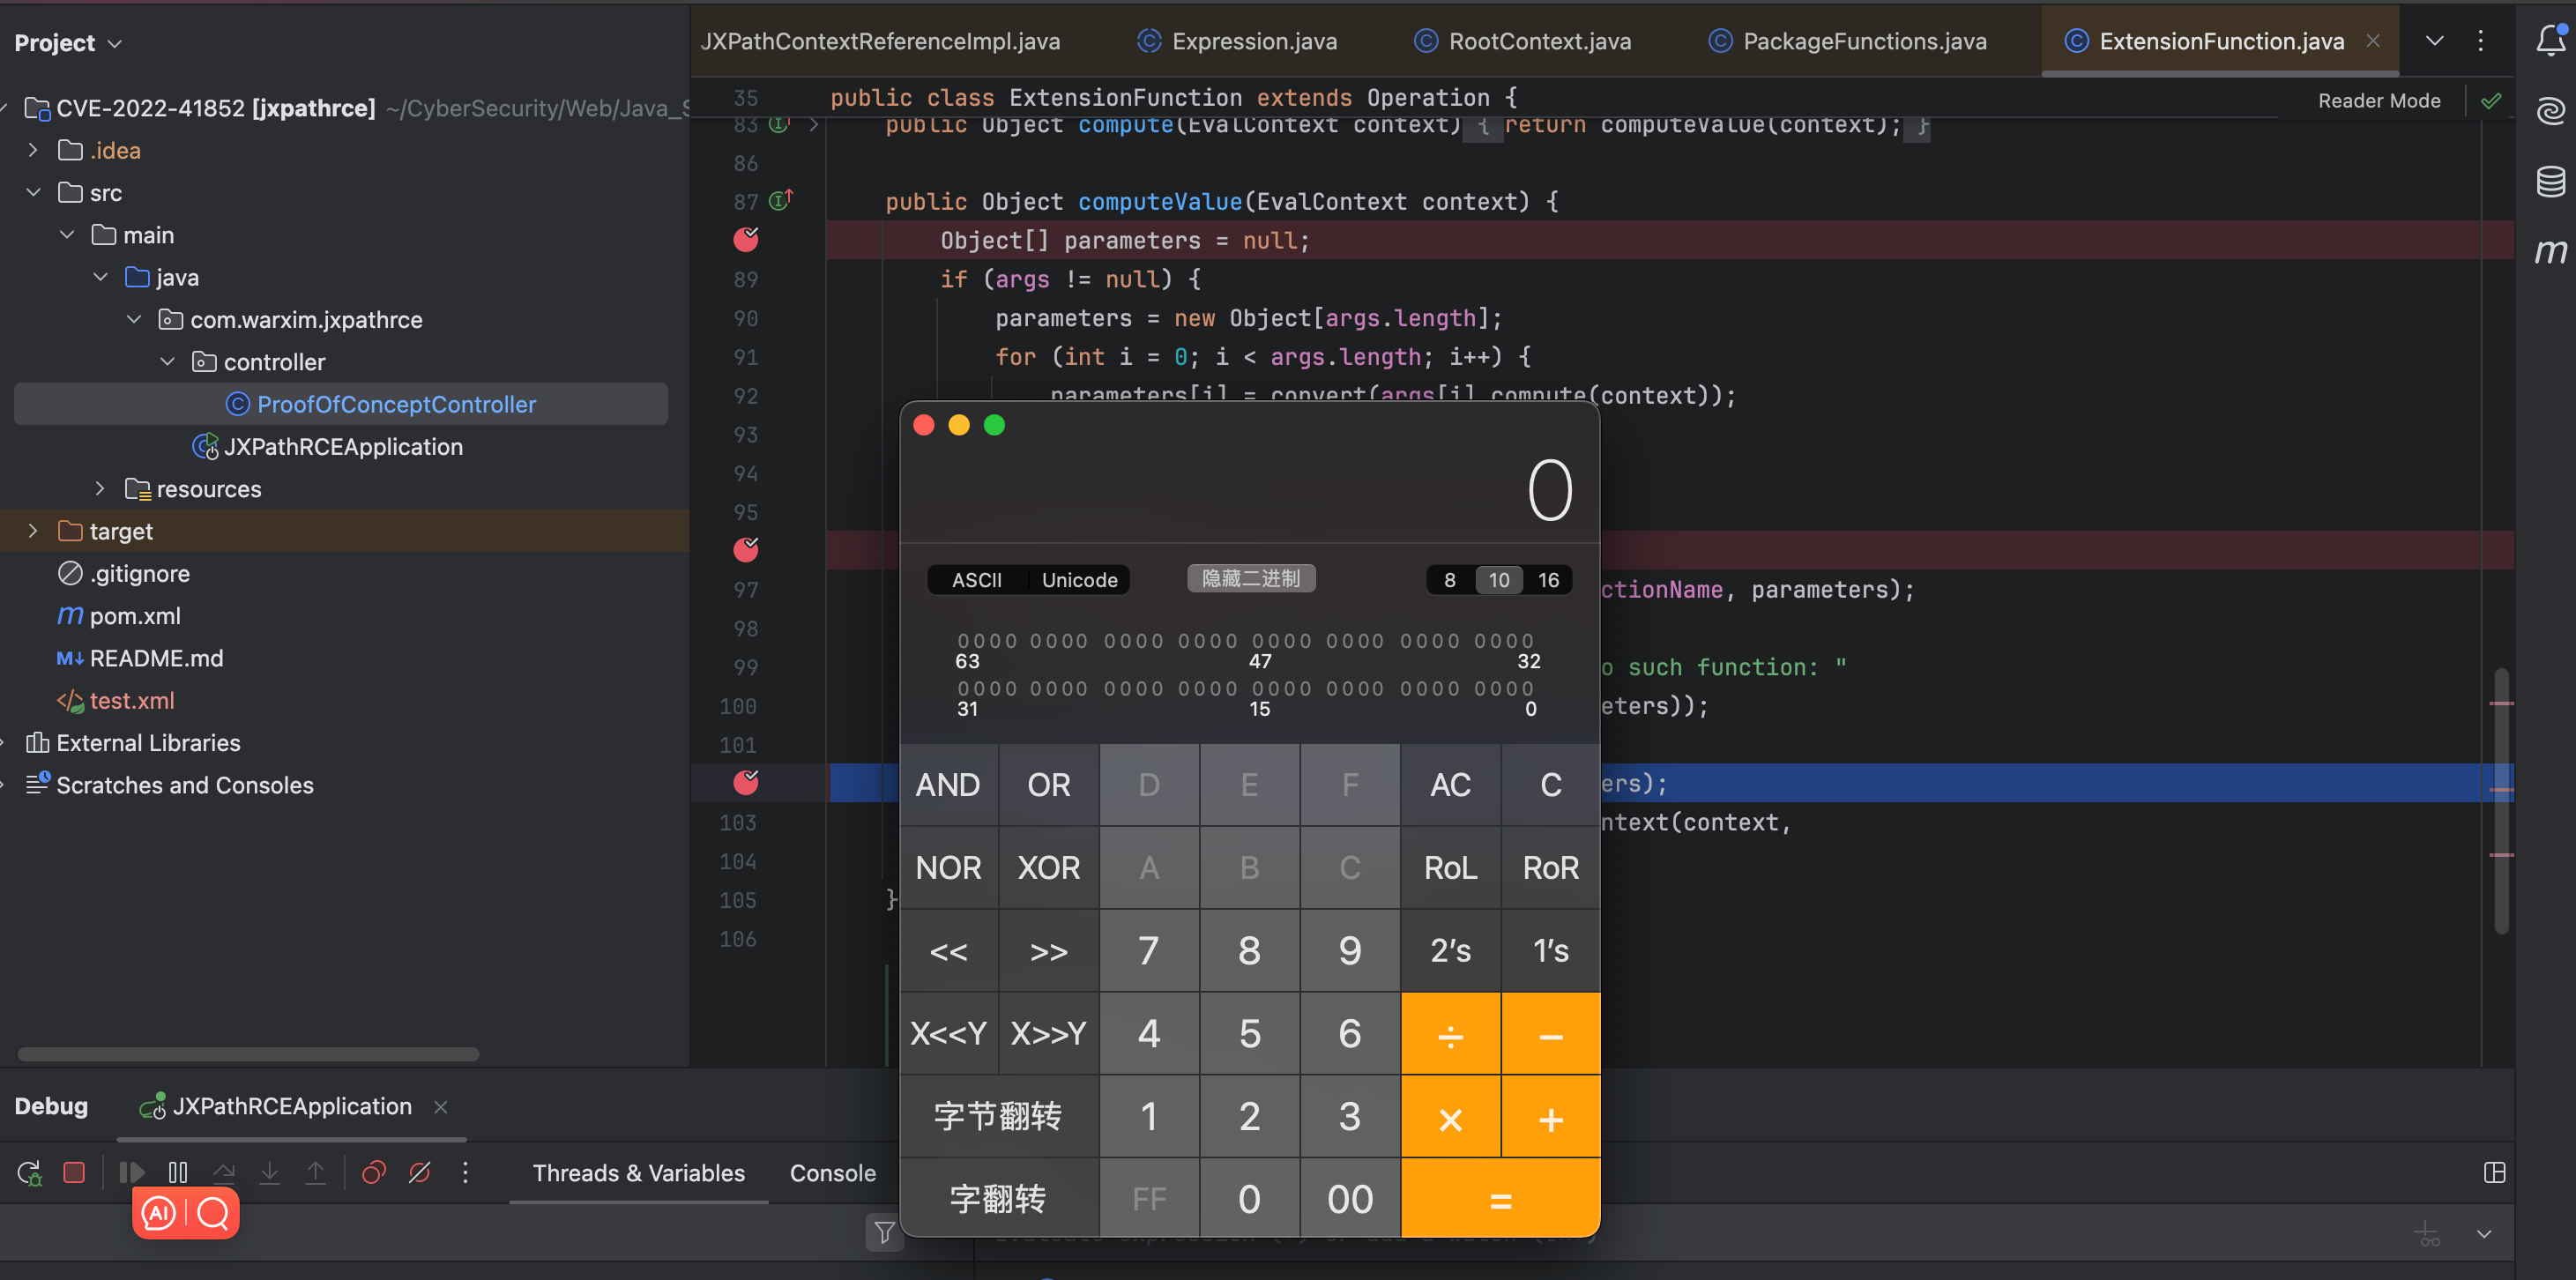 Project
JXPathContextReferenceImpl.java
Expression.java
RootContext.java
PackageFunctions.java
ExtensionFunction.java
CVE-2022-41852 [jxpathrce] ~/CyberSecurity/Web/Java_S
.idea
src
main
java
com.warxim.jxpathrce
controller
ProofOfConceptController
JXPathRCEApplication
resources
target
.gitignore
pom.xml
README.md
test.xml
External Libraries
Scratches and Consoles
Reader Mode
35 public class ExtensionFunction extends Operation {
83 public Object compute(EvalContext context) { return computeValue(context); }
86
87 public Object computeValue(EvalContext context) {
Object[] parameters = null;
89 if (args != null) {
90 parameters = new Object[args.length];
91 for (int i = 0; i < args.length; i++) {
92 parameters[i] = convert(args[i].compute(context));
93
94
95
97 ctionName, parameters);
98
99 o such function: "
100 eters));
101
ers);
103 ntext(context,
104
105 }
106
0
ASCII Unicode
隐藏二进制
8 10 16
0000 0000 0000 0000 0000 0000 0000 0000
63 47 32
0000 0000 0000 0000 0000 0000 0000 0000
31 15 0
AND OR D E F AC C
NOR XOR A B C RoL RoR
<< >> 7 8 9 2's 1's
X<<Y X>>Y 4 5 6 ÷ −
字节翻转 1 2 3 × +
字翻转 FF 0 00 =
Debug
JXPathRCEApplication
Threads & Variables
Console
AI